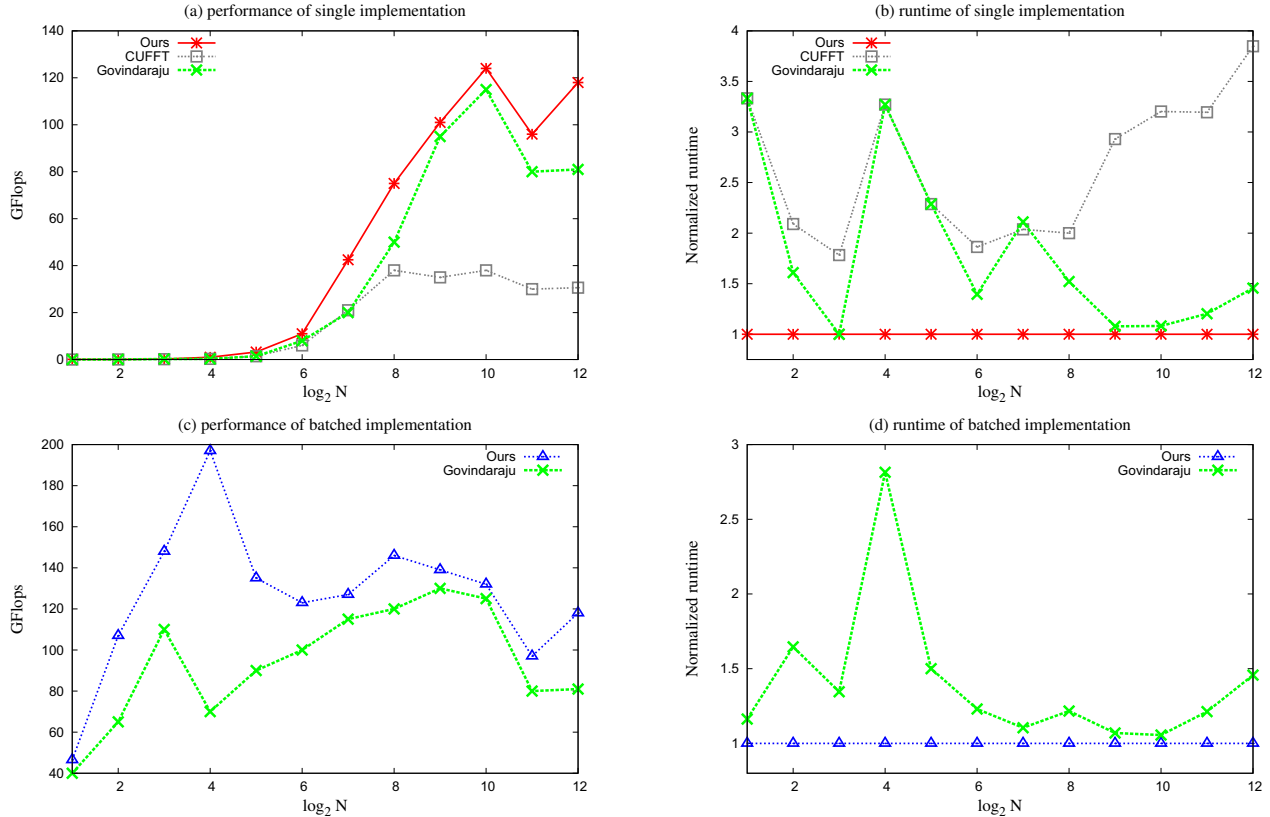 (a) performance of single implementation
140
120
100
80
60
40
20
0
GFlops
Ours
CUFFT
Govindaraju
2 4 6 8 10 12
log2 N
(b) runtime of single implementation
4
3.5
3
2.5
2
1.5
1
Normalized runtime
Ours
CUFFT
Govindaraju
2 4 6 8 10 12
log2 N
(c) performance of batched implementation
200
180
160
140
120
100
80
60
40
GFlops
Ours
Govindaraju
2 4 6 8 10 12
log2 N
(d) runtime of batched implementation
3
2.5
2
1.5
1
Normalized runtime
Ours
Govindaraju
2 4 6 8 10 12
log2 N